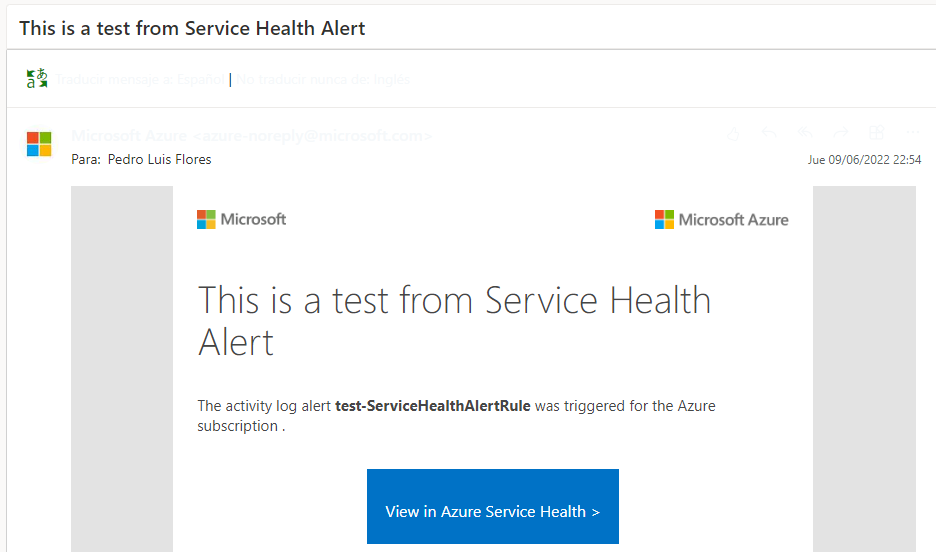 This is a test from Service Health Alert
Traducir mensaje a: Español | No traducir nunca de: Inglés
Microsoft Azure <azure-noreply@microsoft.com>
Para: Pedro Luis Flores
Jue 09/06/2022 22:54
Microsoft
Microsoft Azure
This is a test from Service Health
Alert
The activity log alert test-ServiceHealthAlertRule was triggered for the Azure
subscription .
View in Azure Service Health >